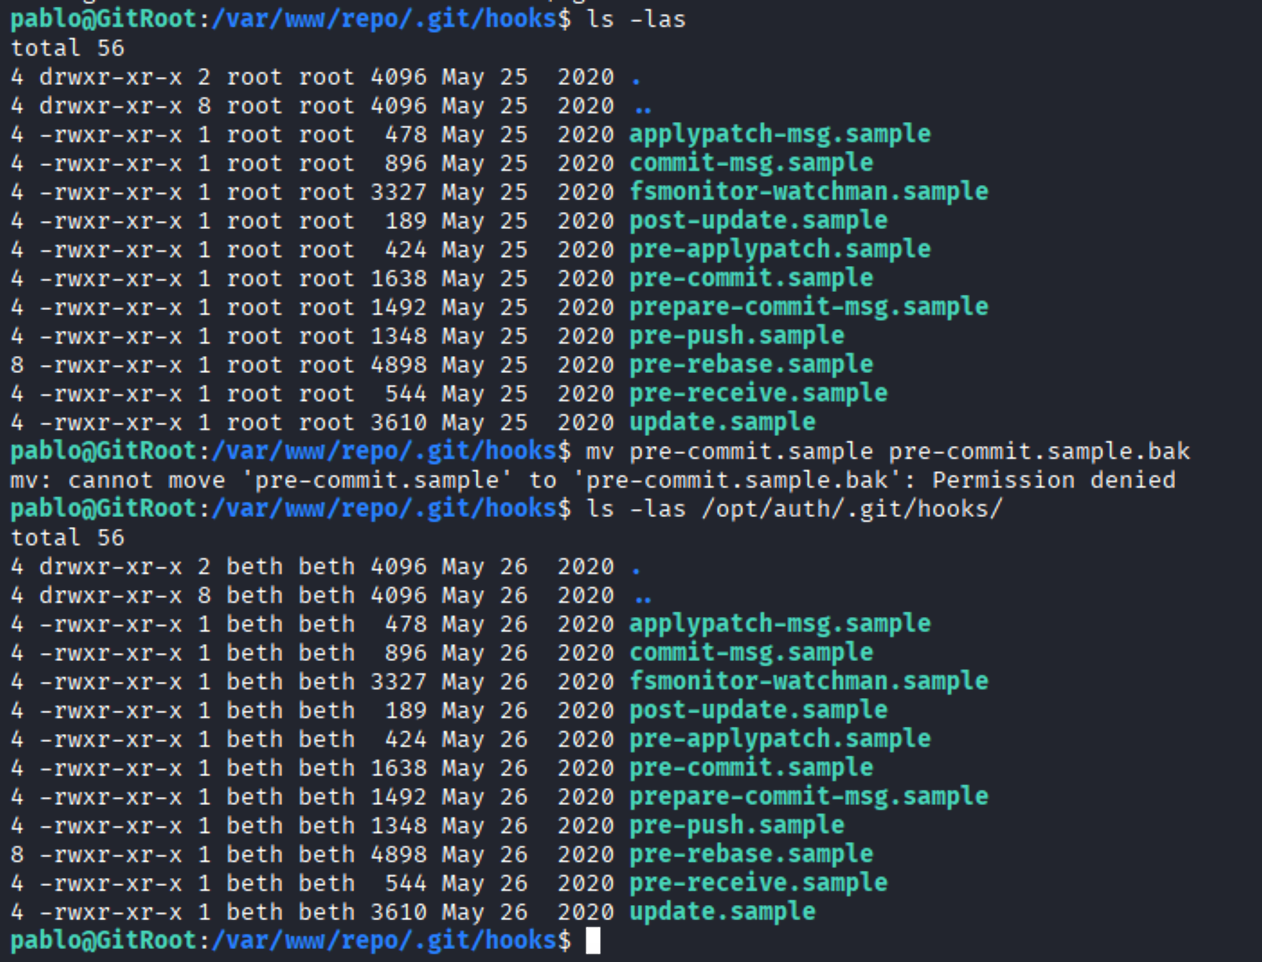 pablo@GitRoot:/var/www/repo/.git/hooks$ ls -las
total 56
4 drwxr-xr-x 2 root root 4096 May 25  2020 .
4 drwxr-xr-x 8 root root 4096 May 25  2020 ..
4 -rwxr-xr-x 1 root root  478 May 25  2020 applypatch-msg.sample
4 -rwxr-xr-x 1 root root  896 May 25  2020 commit-msg.sample
4 -rwxr-xr-x 1 root root 3327 May 25  2020 fsmonitor-watchman.sample
4 -rwxr-xr-x 1 root root  189 May 25  2020 post-update.sample
4 -rwxr-xr-x 1 root root  424 May 25  2020 pre-applypatch.sample
4 -rwxr-xr-x 1 root root 1638 May 25  2020 pre-commit.sample
4 -rwxr-xr-x 1 root root 1492 May 25  2020 prepare-commit-msg.sample
4 -rwxr-xr-x 1 root root 1348 May 25  2020 pre-push.sample
8 -rwxr-xr-x 1 root root 4898 May 25  2020 pre-rebase.sample
4 -rwxr-xr-x 1 root root  544 May 25  2020 pre-receive.sample
4 -rwxr-xr-x 1 root root 3610 May 25  2020 update.sample
pablo@GitRoot:/var/www/repo/.git/hooks$ mv pre-commit.sample pre-commit.sample.bak
mv: cannot move 'pre-commit.sample' to 'pre-commit.sample.bak': Permission denied
pablo@GitRoot:/var/www/repo/.git/hooks$ ls -las /opt/auth/.git/hooks/
total 56
4 drwxr-xr-x 2 beth beth 4096 May 26  2020 .
4 drwxr-xr-x 8 beth beth 4096 May 26  2020 ..
4 -rwxr-xr-x 1 beth beth  478 May 26  2020 applypatch-msg.sample
4 -rwxr-xr-x 1 beth beth  896 May 26  2020 commit-msg.sample
4 -rwxr-xr-x 1 beth beth 3327 May 26  2020 fsmonitor-watchman.sample
4 -rwxr-xr-x 1 beth beth  189 May 26  2020 post-update.sample
4 -rwxr-xr-x 1 beth beth  424 May 26  2020 pre-applypatch.sample
4 -rwxr-xr-x 1 beth beth 1638 May 26  2020 pre-commit.sample
4 -rwxr-xr-x 1 beth beth 1492 May 26  2020 prepare-commit-msg.sample
4 -rwxr-xr-x 1 beth beth 1348 May 26  2020 pre-push.sample
8 -rwxr-xr-x 1 beth beth 4898 May 26  2020 pre-rebase.sample
4 -rwxr-xr-x 1 beth beth  544 May 26  2020 pre-receive.sample
4 -rwxr-xr-x 1 beth beth 3610 May 26  2020 update.sample
pablo@GitRoot:/var/www/repo/.git/hooks$